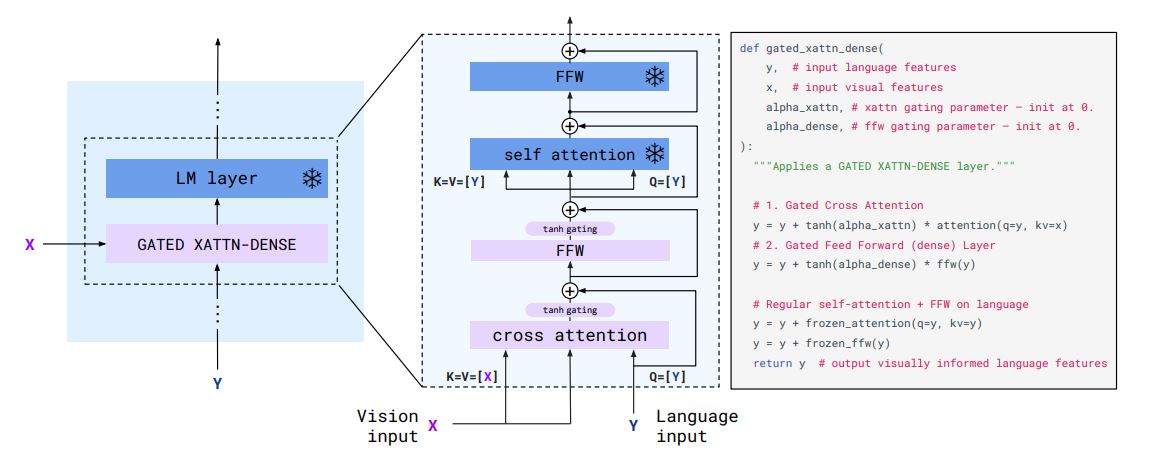 LM layer
X
GATED XATTN-DENSE
Y
FFW
self attention
K=V=[Y]
Q=[Y]
tanh gating
FFW
tanh gating
cross attention
K=V=[X]
Q=[Y]
Vision
input
X
Y
Language
input
def gated_xattn_dense(
y,  # input language features
x,  # input visual features
alpha_xattn, # xattn gating parameter – init at 0.
alpha_dense, # ffw gating parameter – init at 0.
):
"""Applies a GATED XATTN-DENSE layer."""
# 1. Gated Cross Attention
y = y + tanh(alpha_xattn) * attention(q=y, kv=x)
# 2. Gated Feed Forward (dense) Layer
y = y + tanh(alpha_dense) * ffw(y)
# Regular self-attention + FFW on language
y = y + frozen_attention(q=y, kv=y)
y = y + frozen_ffw(y)
return y  # output visually informed language features